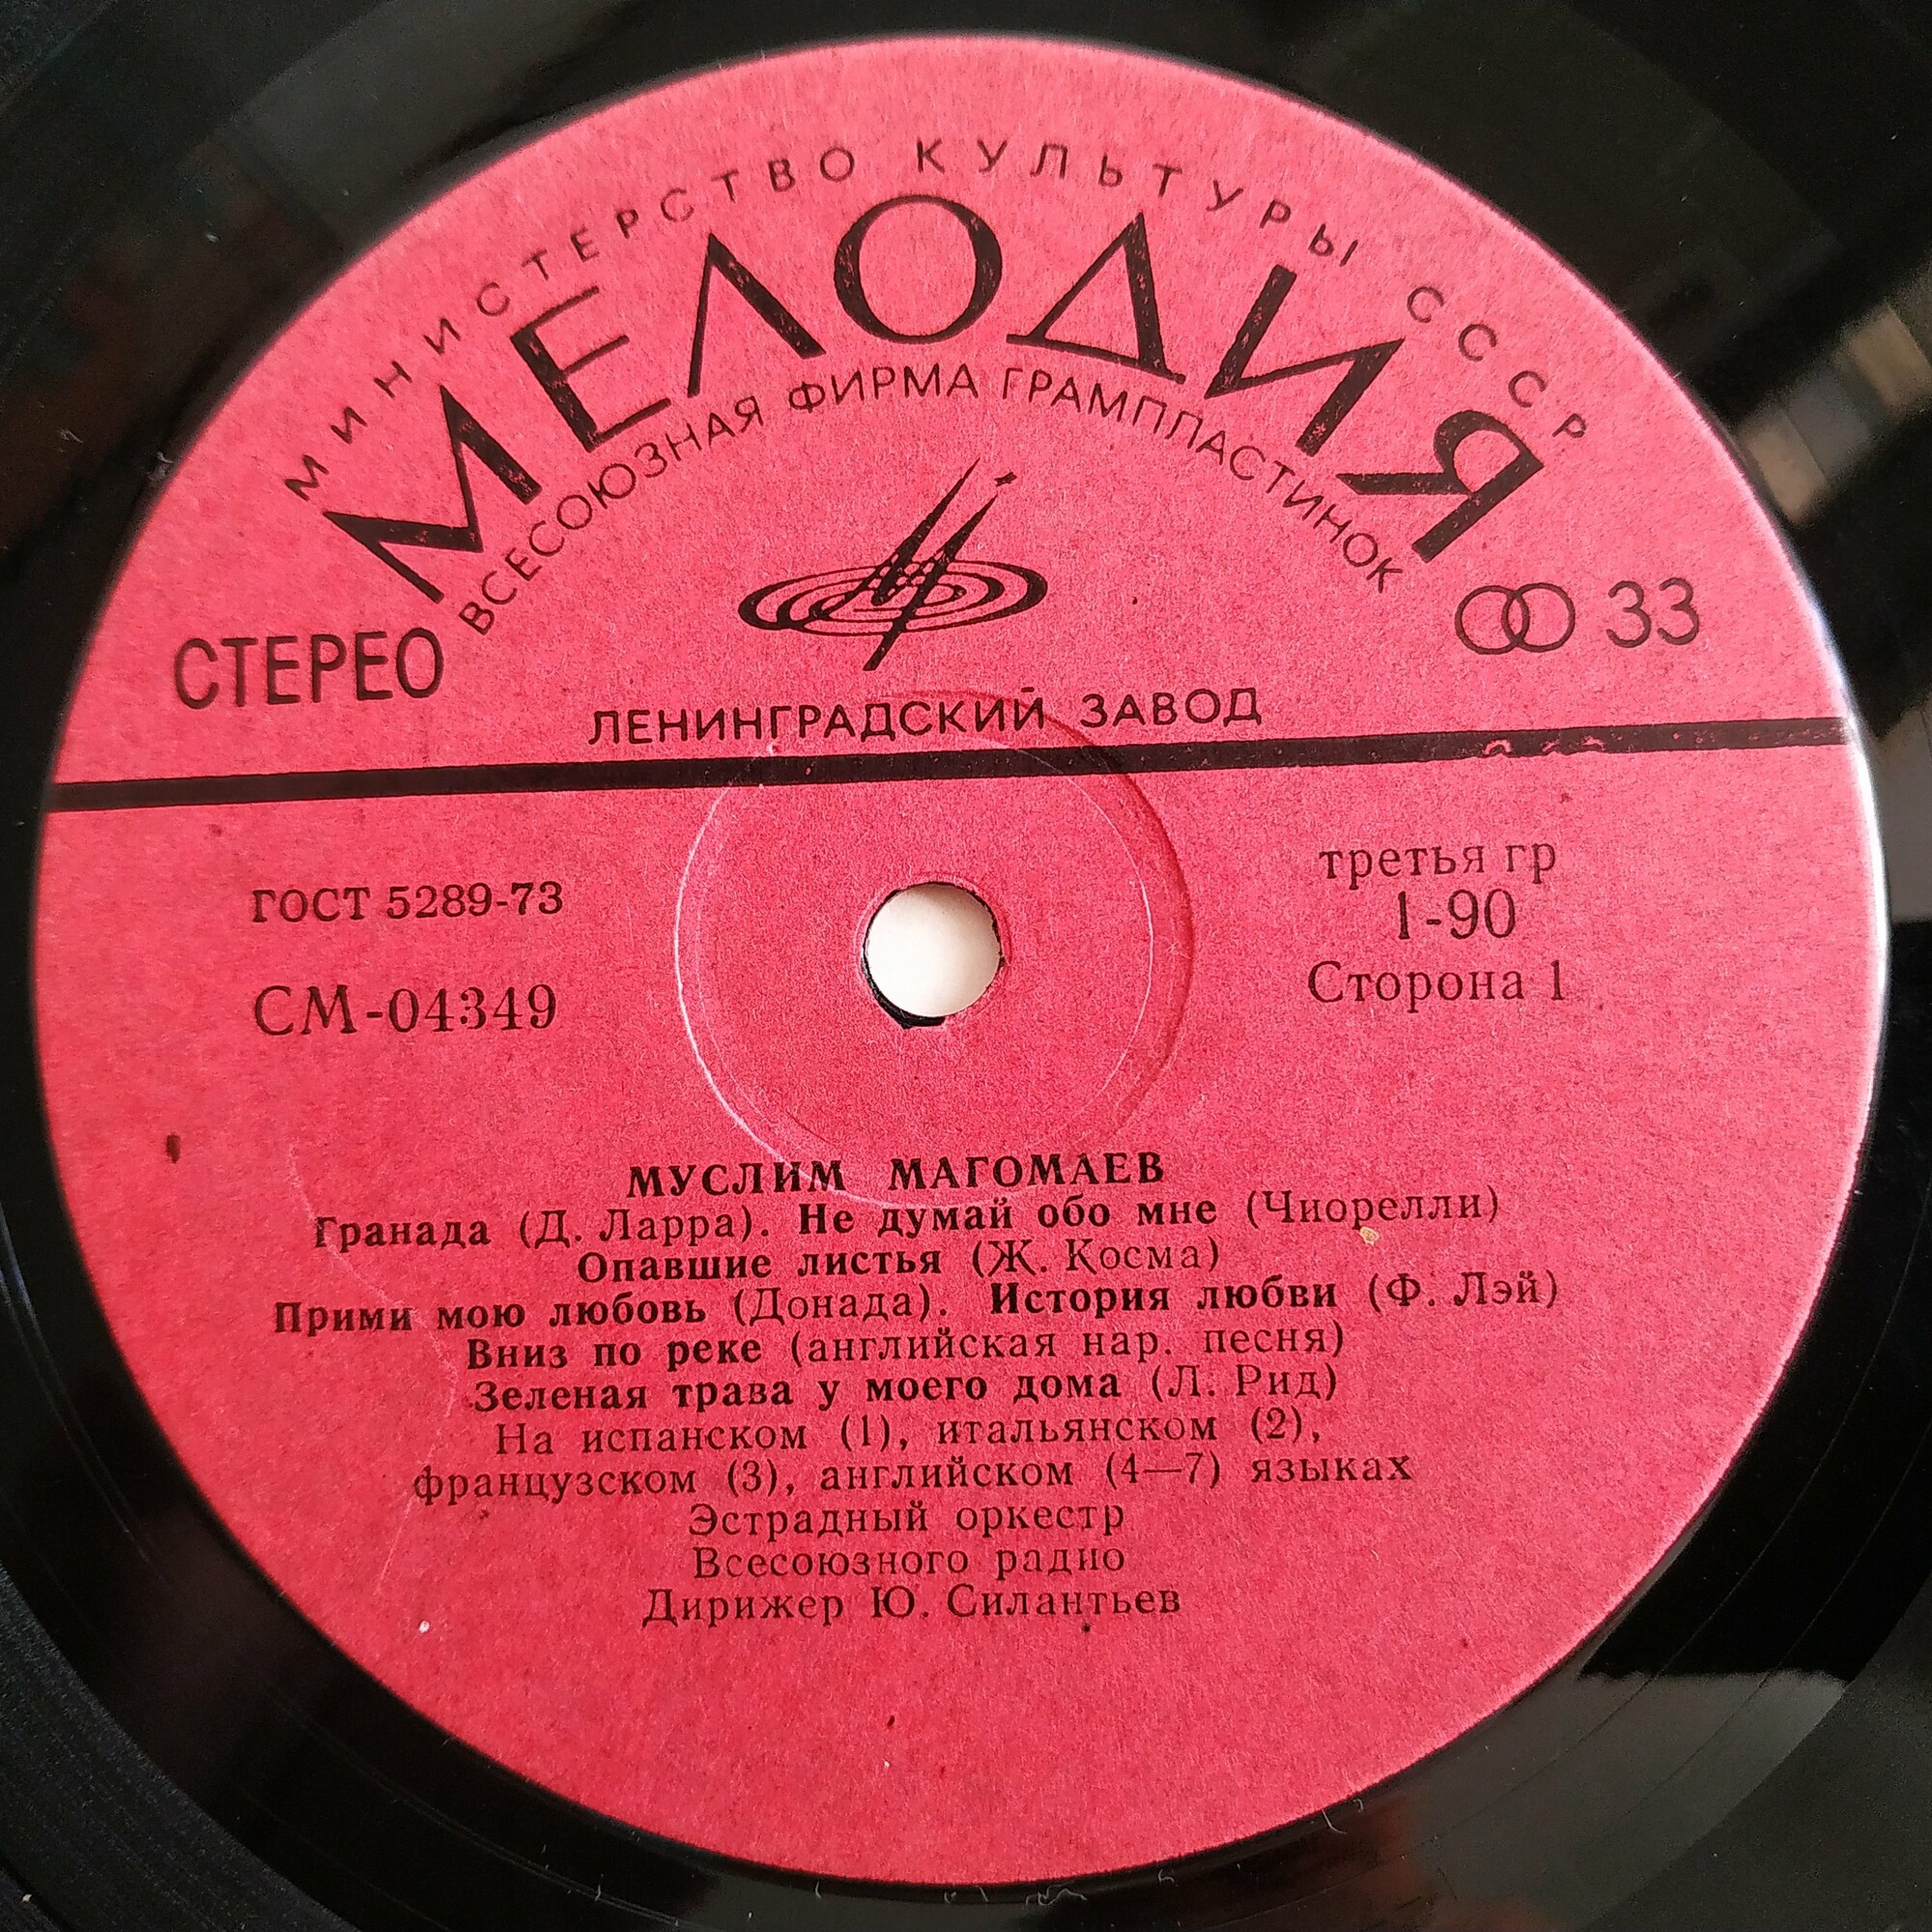 МИНИСТЕРСТВО КУЛЬТУРЫ СССР
МЕЛОДИЯ
ВСЕСОЮЗНАЯ ФИРМА ГРАМПЛАСТИНОК
СТЕРЕО
33
ЛЕНИНГРАДСКИЙ ЗАВОД
ГОСТ 5289-73
СМ-04349
третья гр
1-90
Сторона 1
МУСЛИМ МАГОМАЕВ
Гранада (Д. Ларра). Не думай обо мне (Чиорелли)
Опавшие листья (Ж. Косма)
Прими мою любовь (Донада). История любви (Ф. Лэй)
Вниз по реке (английская нар. песня)
Зеленая трава у моего дома (Л. Рид)
На испанском (1), итальянском (2),
французском (3), английском (4—7) языках
Эстрадный оркестр
Всесоюзного радио
Дирижер Ю. Силантьев